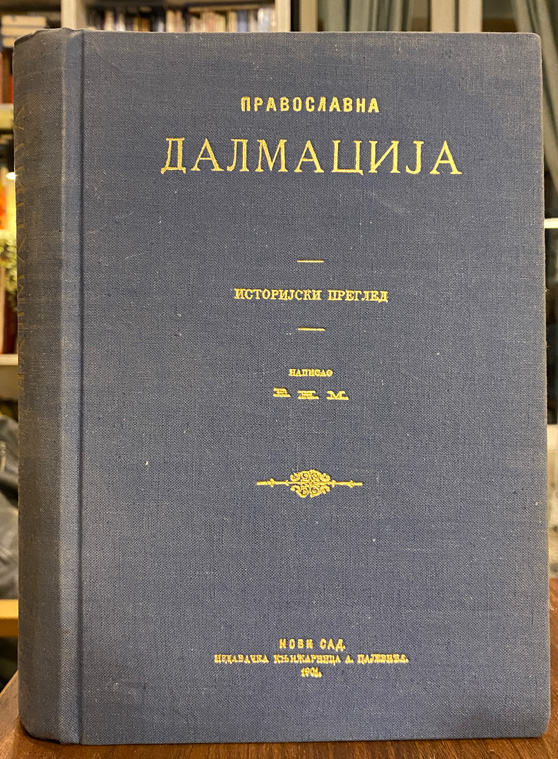 ПРАВОСЛАВНА
ДАЛМАЦИЈА
ИСТОРИЈСКИ ПРЕГЛЕД
НАПИСАО
Е. Н. М.
НОВИ САД.
ИЗДАВАЧКА КЊИЖАРНИЦА А. ПАЈЕВИЋА.
1901.